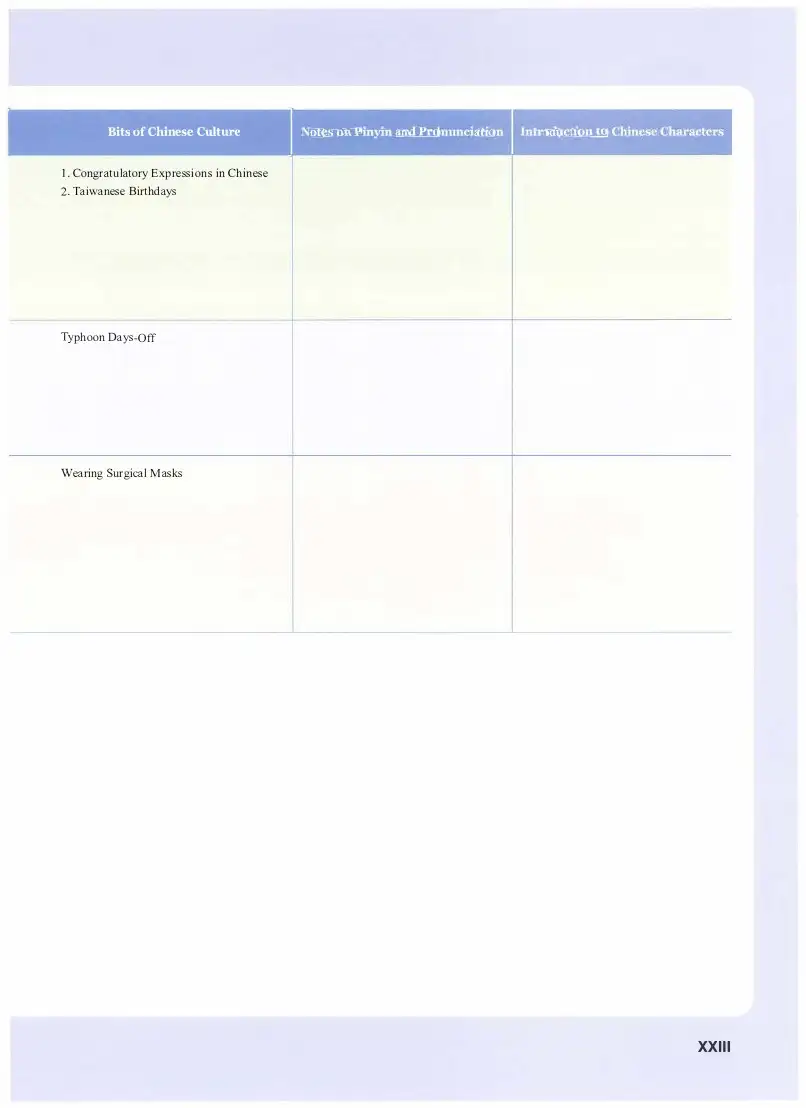 Bits of Chinese Culture
Notes on Pinyin and Pronunciation
Introduction to Chinese Characters
1. Congratulatory Expressions in Chinese
2. Taiwanese Birthdays
Typhoon Days-Off
Wearing Surgical Masks
XXIII